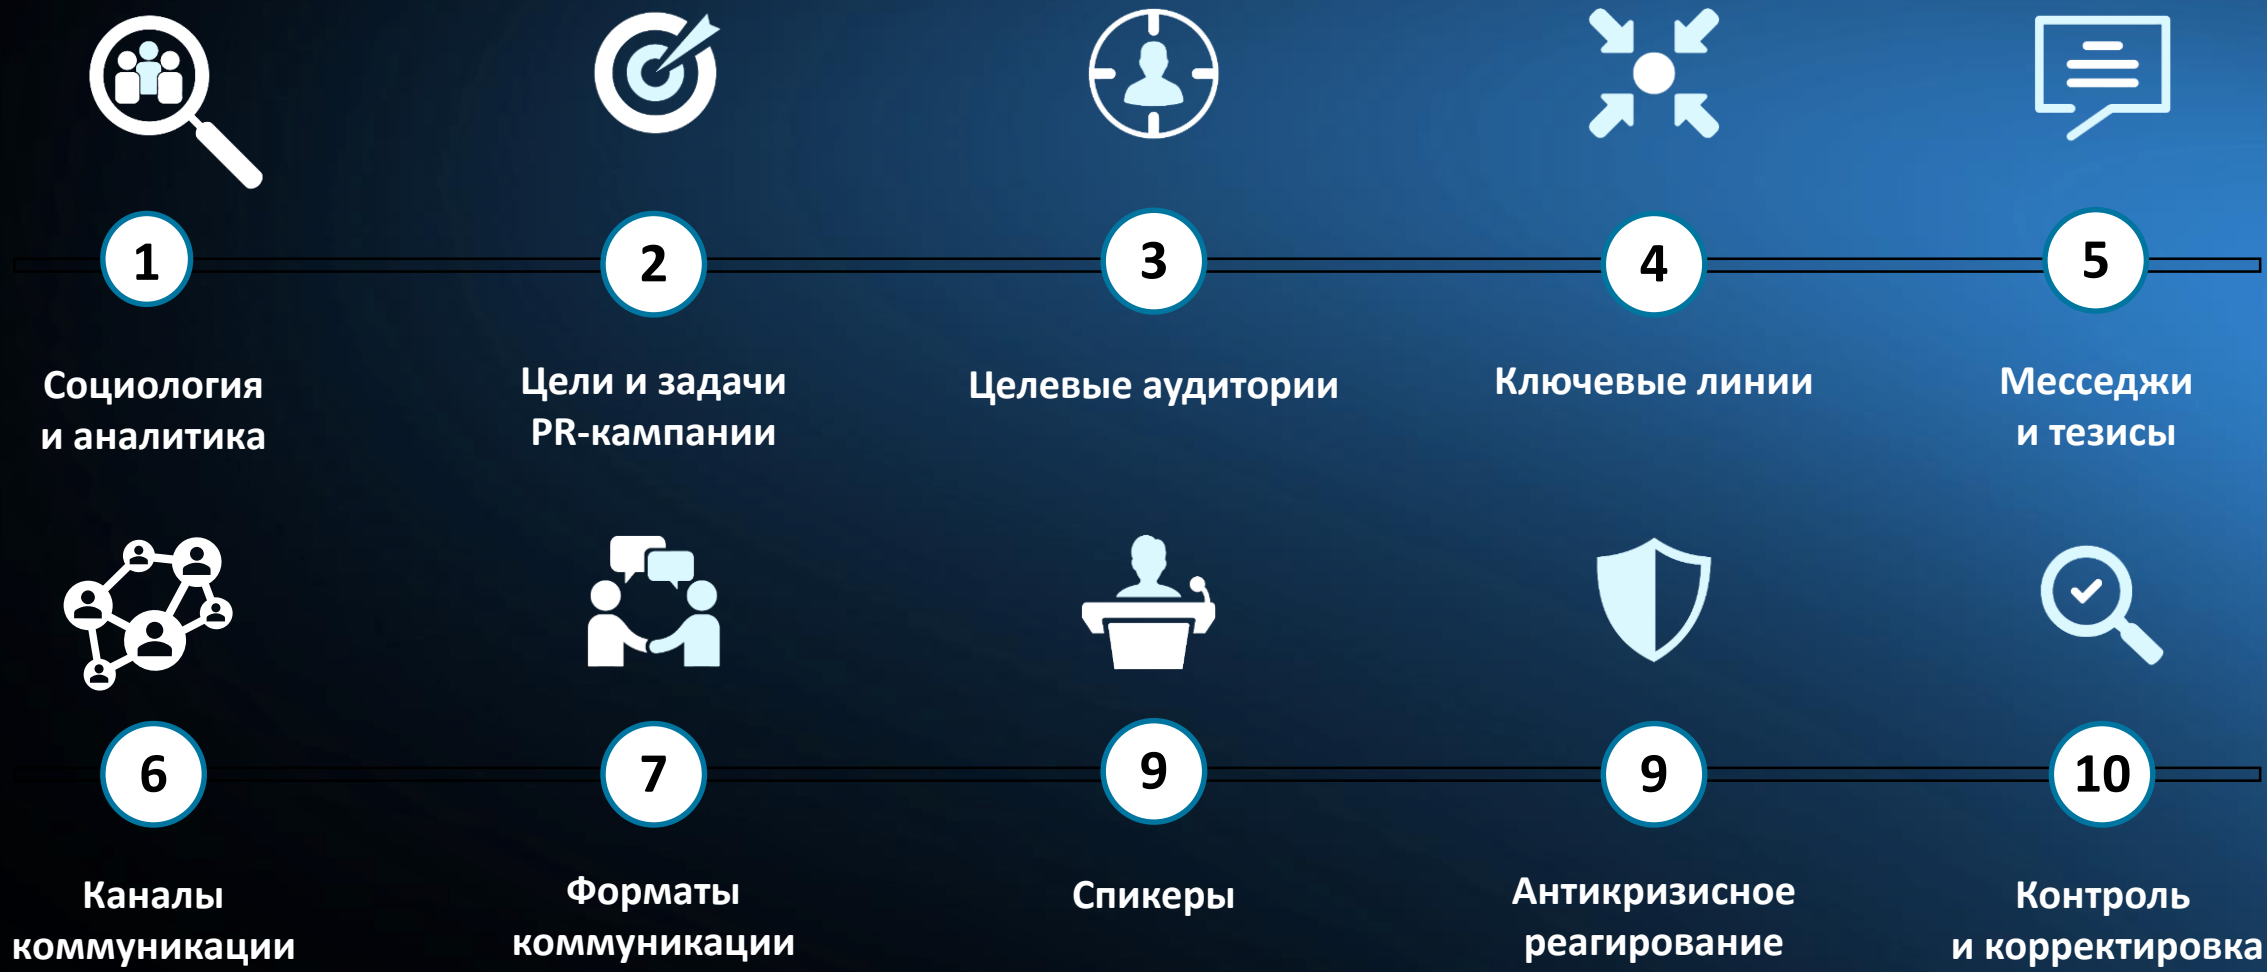 1
2
3
4
5
Социология
и аналитика
Цели и задачи
PR-кампании
Целевые аудитории
Ключевые линии
Месседжи
и тезисы
6
7
9
9
10
Каналы
коммуникации
Форматы
коммуникации
Спикеры
Антикризисное
реагирование
Контроль
и корректировка